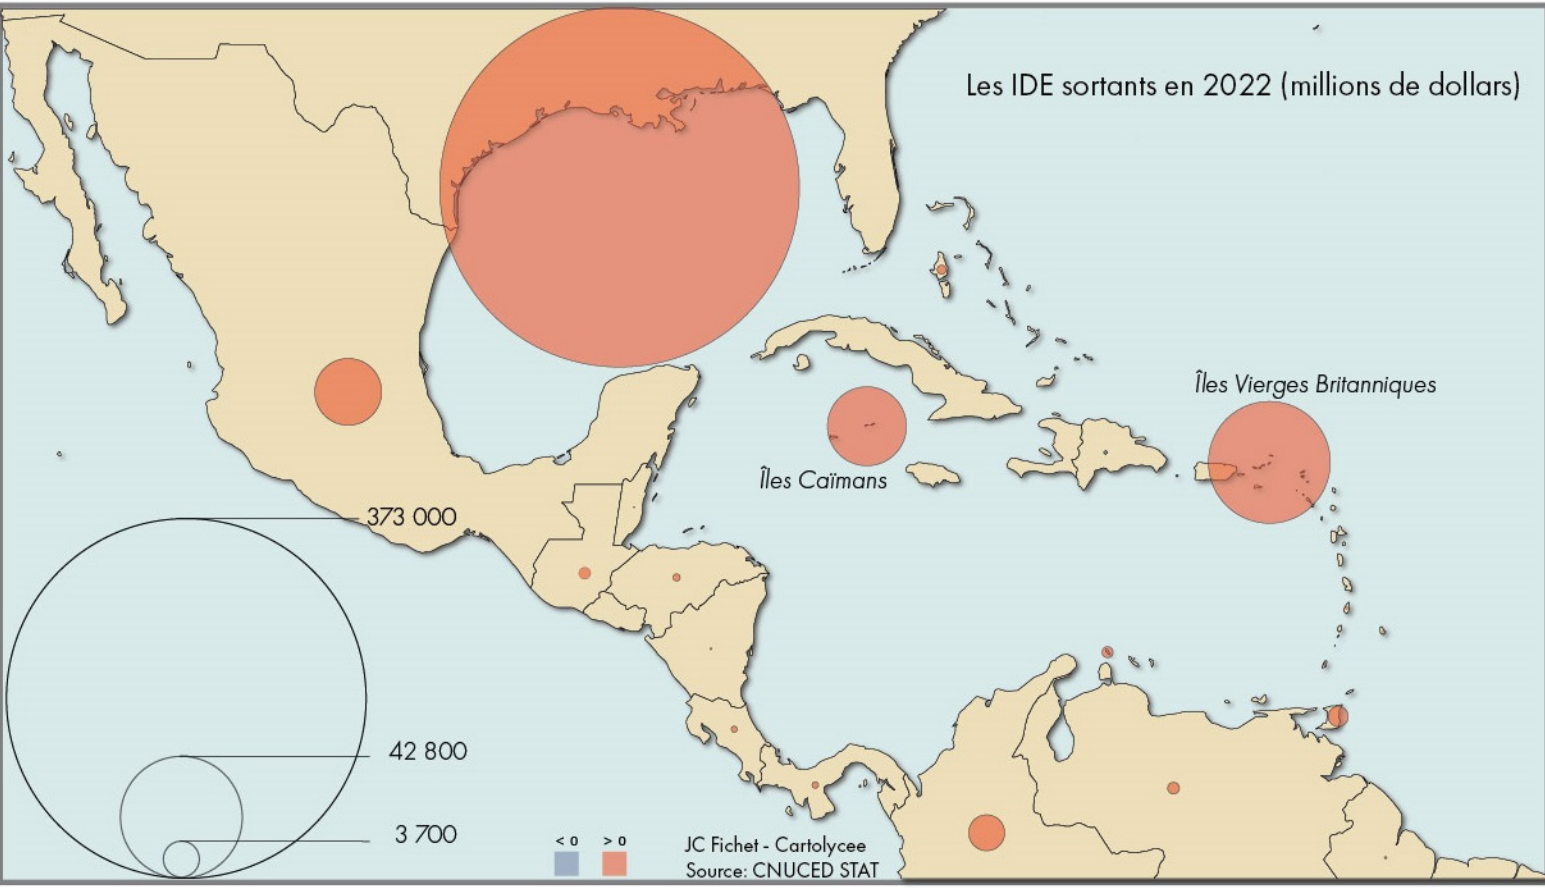 Les IDE sortants en 2022 (millions de dollars)
Îles Vierges Britanniques
Îles Caïmans
373 000
42 800
3 700
< 0 > 0
JC Fichet - Cartolycee
Source: CNUCED STAT